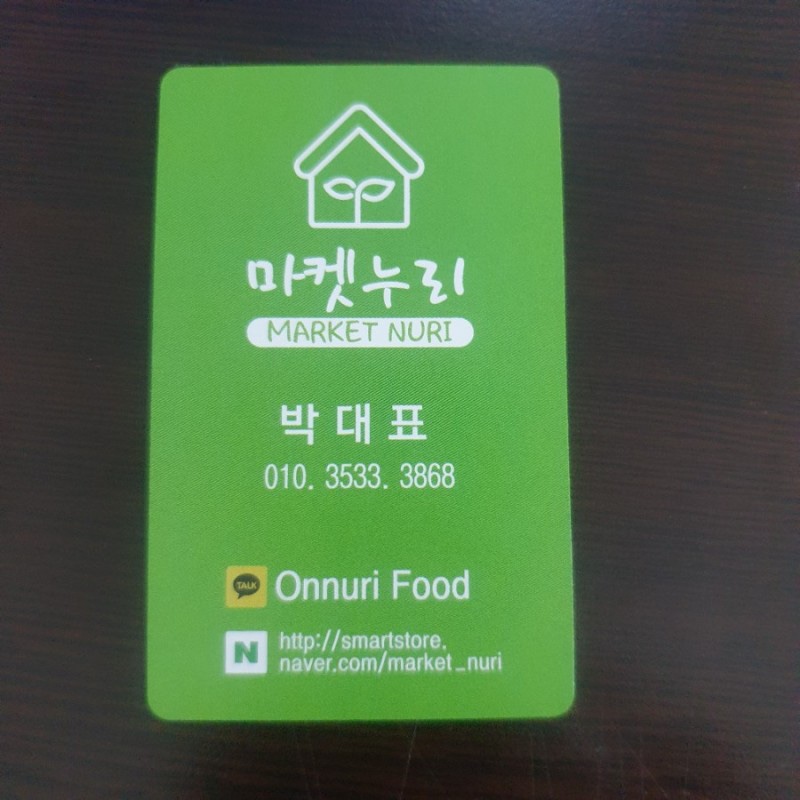 마켓누리
MARKET NURI
박 대 표
010. 3533. 3868
TALK
Onnuri Food
N
http://smartstore.
naver.com/market_nuri